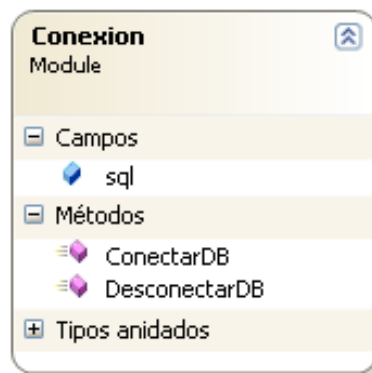 Conexion
Module
Campos
sql
Métodos
ConectarDB
DesconectarDB
Tipos anidados